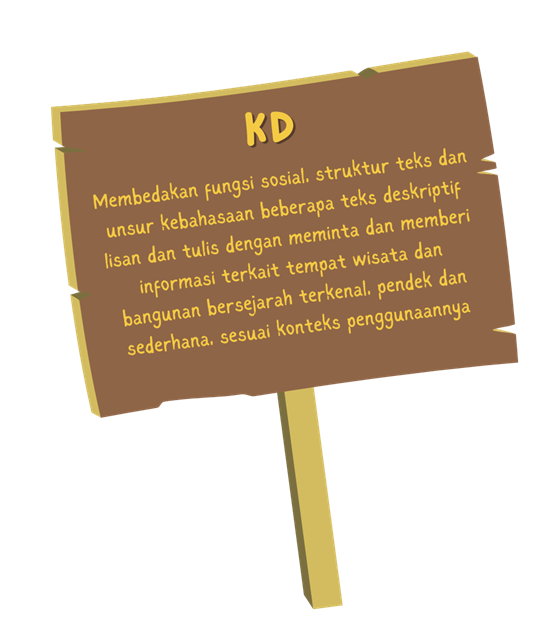 KD
Membedakan fungsi sosial, struktur teks dan
unsur kebahasaan beberapa teks deskriptif
lisan dan tulis dengan meminta dan memberi
informasi terkait tempat wisata dan
bangunan bersejarah terkenal, pendek dan
sederhana, sesuai konteks penggunaannya